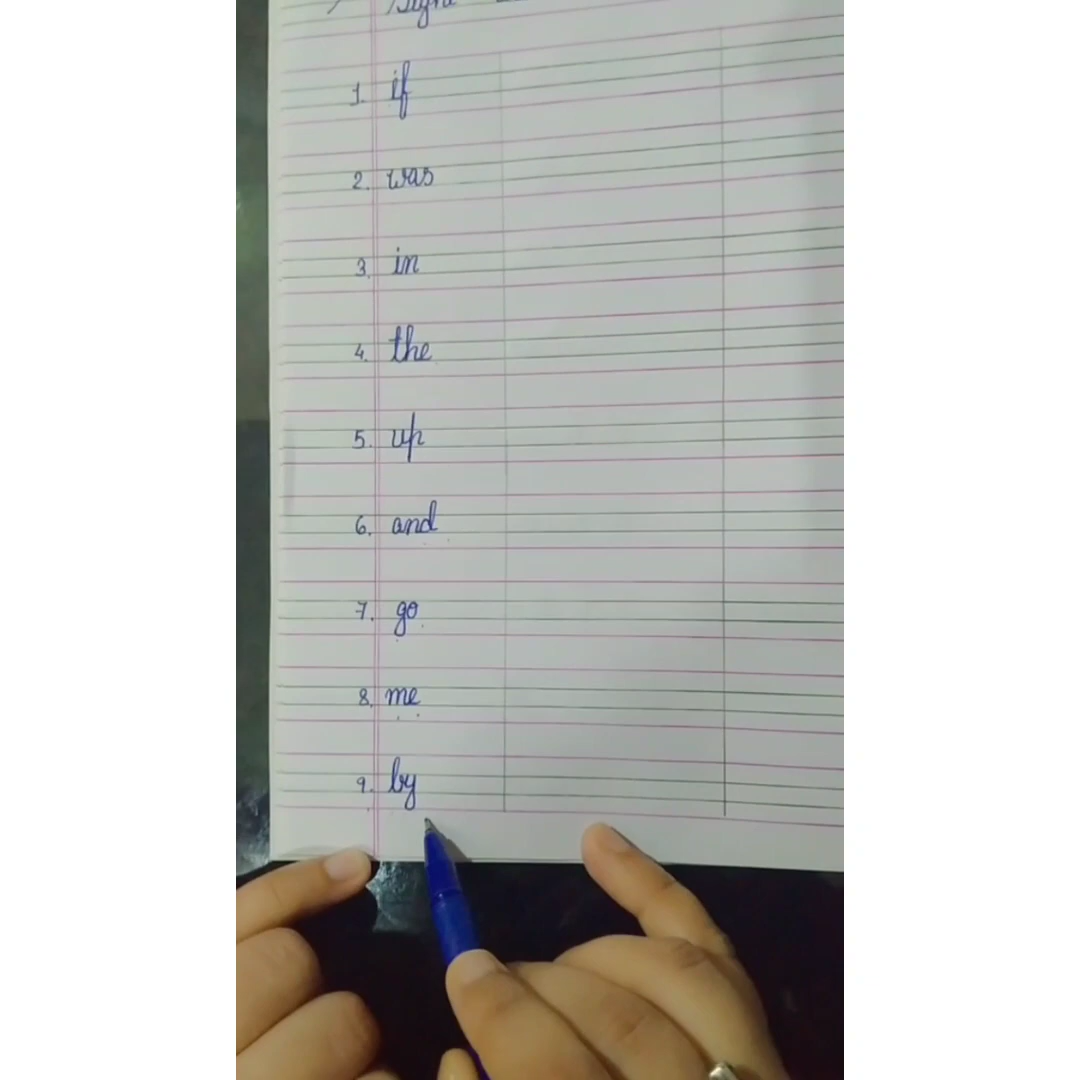 1. if
2. was
3. in
4. the
5. up
6. and
7. go
8. me
9. by